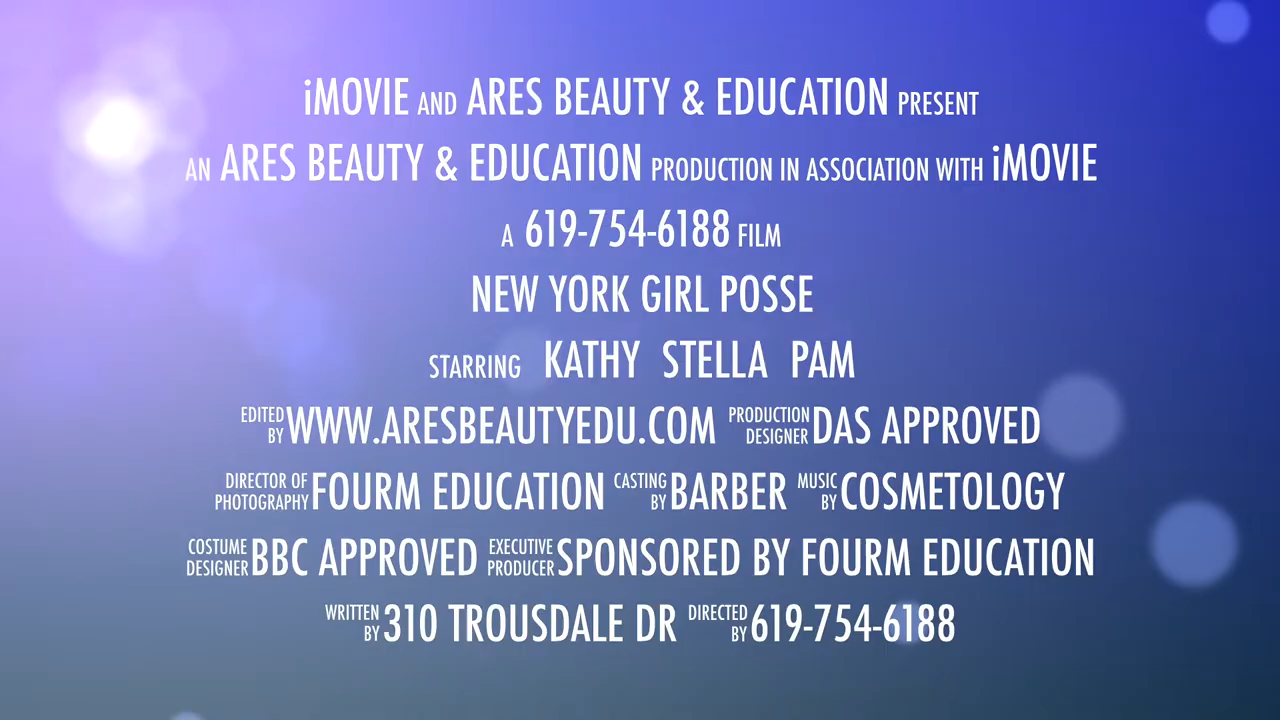 iMOVIE AND ARES BEAUTY & EDUCATION PRESENT
AN ARES BEAUTY & EDUCATION PRODUCTION IN ASSOCIATION WITH iMOVIE
A 619-754-6188 FILM
NEW YORK GIRL POSSE
STARRING KATHY STELLA PAM
EDITED BY WWW.ARESBEAUTYEDU.COM PRODUCTION DESIGNER DAS APPROVED
DIRECTOR OF PHOTOGRAPHY FOURM EDUCATION CASTING BY BARBER MUSIC BY COSMETOLOGY
COSTUME DESIGNER BBC APPROVED EXECUTIVE PRODUCER SPONSORED BY FOURM EDUCATION
WRITTEN BY 310 TROUSDALE DR DIRECTED BY 619-754-6188